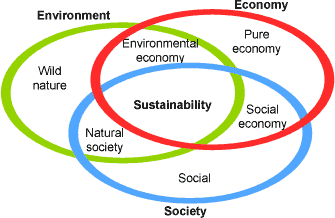 Economy
Environment
Pure
economy
Environmental
economy
Wild
nature
Sustainability
Social
economy
Natural
society
Social
Society